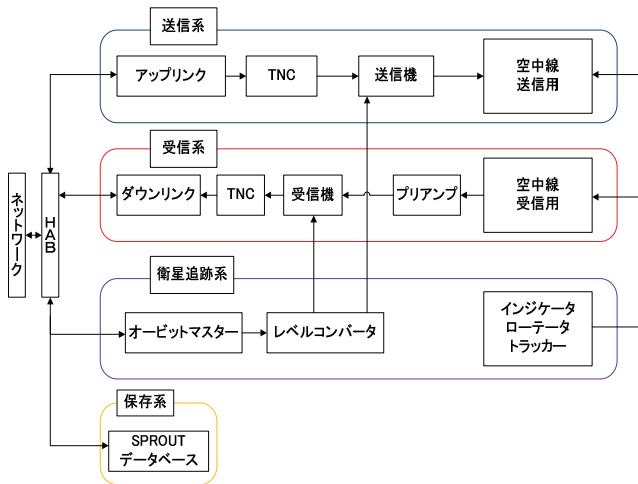 送信系
アップリンク
TNC
送信機
空中線
送信用
受信系
ダウンリンク
TNC
受信機
プリアンプ
空中線
受信用
ネットワーク
HAB
衛星追跡系
オービットマスター
レベルコンバータ
インジケータ
ローテータ
トラッカー
保存系
SPROUT
データベース